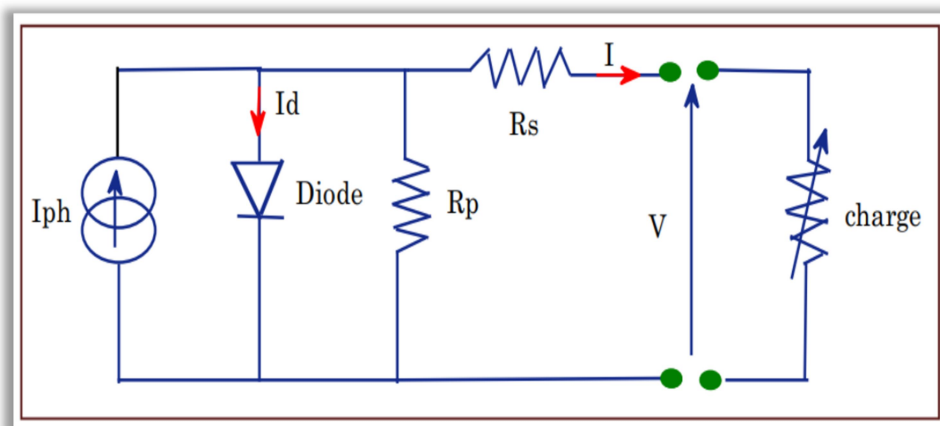 I
Id
Rs
Iph
Diode
Rp
V
charge